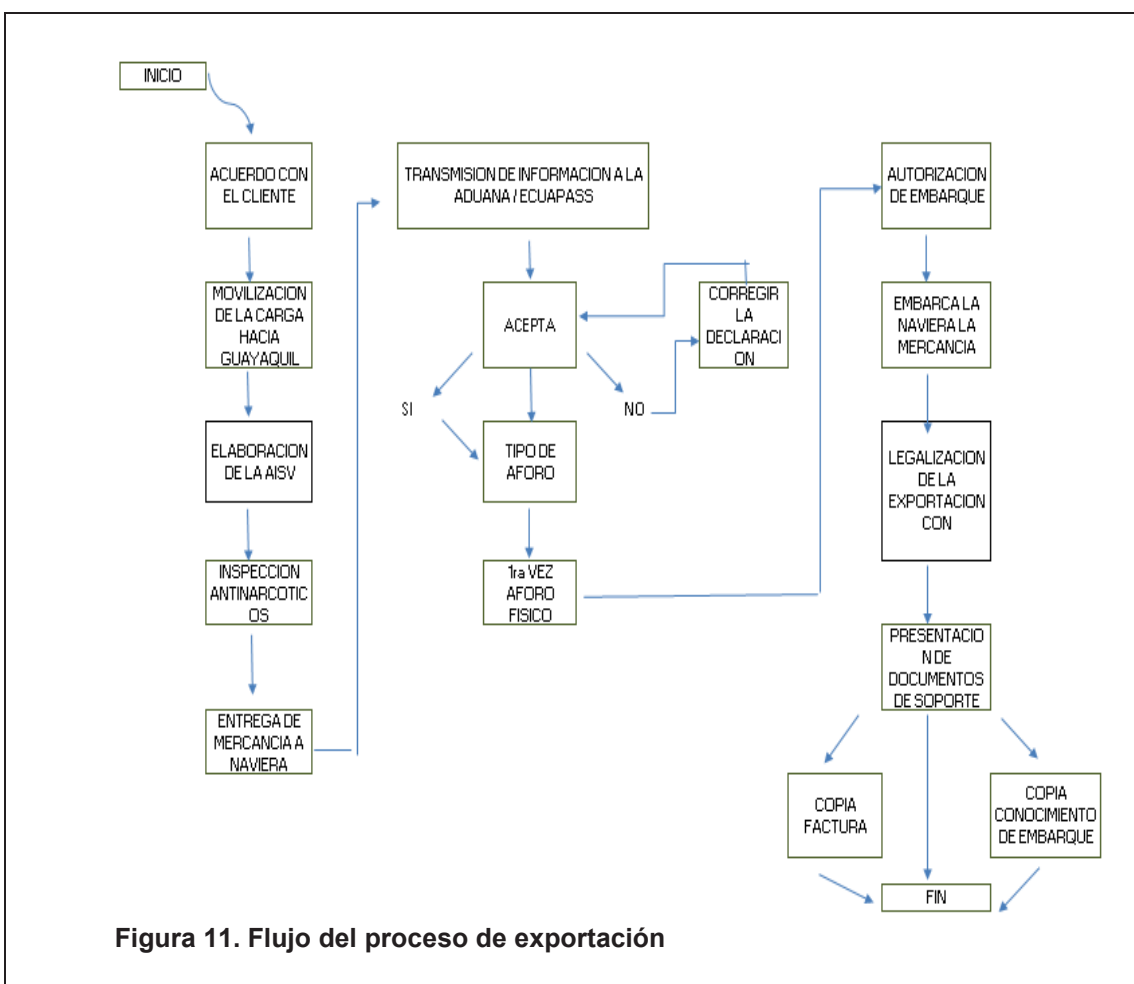 INICIO
ACUERDO CON
EL CLIENTE
MOVILIZACION
DE LA CARGA
HACIA
GUAYAQUIL
ELABORACION
DE LA AISV
INSPECCION
ANTINARCOTIC
OS
ENTREGA DE
MERCANCIA A
NAVIERA
TRANSMISION DE INFORMACION A LA
ADUANA / ECUAPASS
ACEPTA
SI
NO
CORREGIR
LA
DECLARACI
ON
TIPO DE
AFORO
1ra VEZ
AFORO
FISICO
AUTORIZACION
DE EMBARQUE
EMBARCA LA
NAVIERA LA
MERCANCIA
LEGALIZACION
DE LA
EXPORTACION
CON
PRESENTACIO
N DE
DOCUMENTOS
DE SOPORTE
COPIA
FACTURA
COPIA
CONOCIMIENTO
DE EMBARQUE
FIN
Figura 11. Flujo del proceso de exportación